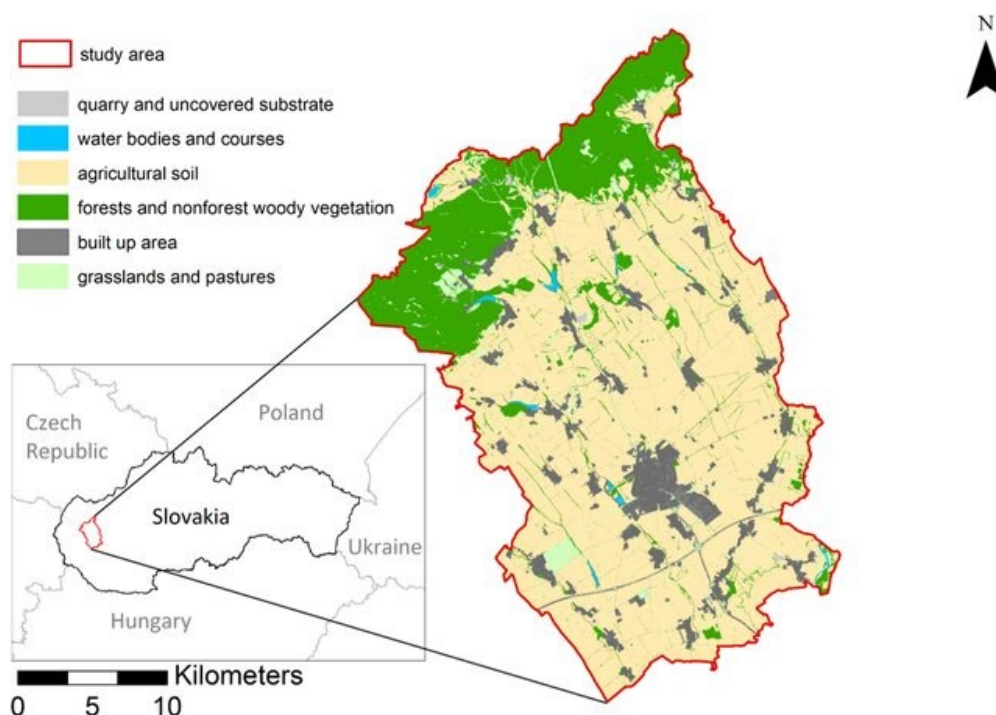 N
study area
quarry and uncovered substrate
water bodies and courses
agricultural soil
forests and nonforest woody vegetation
built up area
grasslands and pastures
Czech
Republic
Poland
Slovakia
Ukraine
Hungary
Kilometers
0 5 10